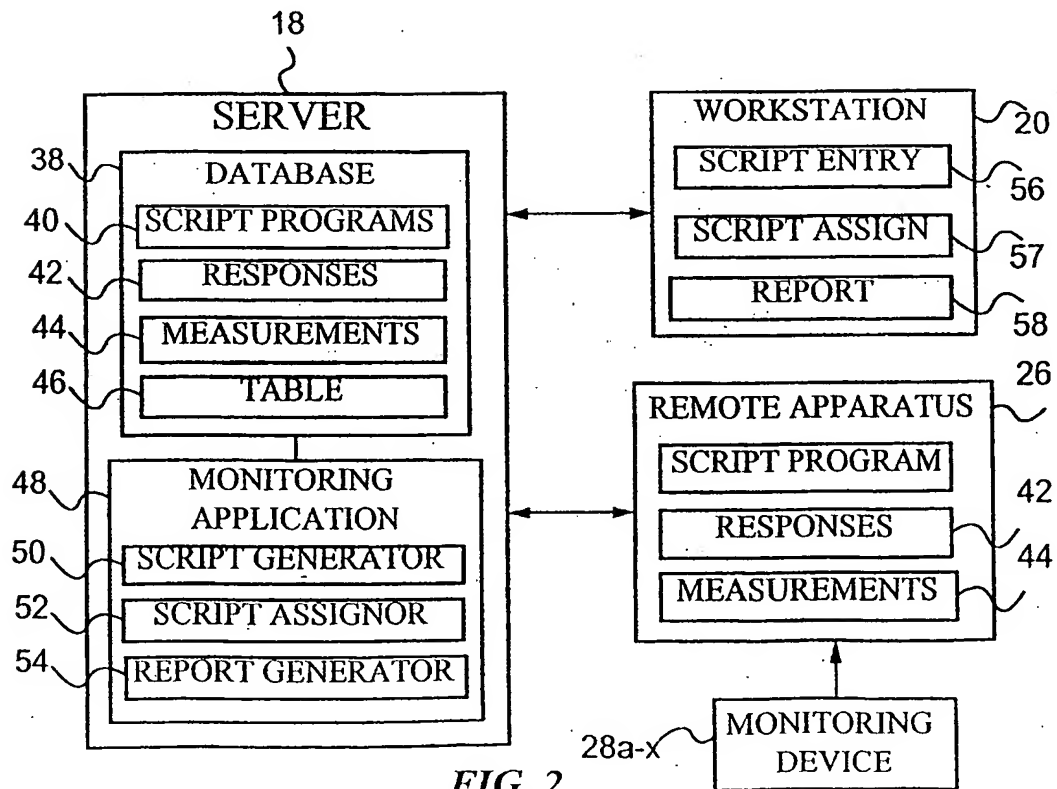 18
SERVER
38
DATABASE
40
SCRIPT PROGRAMS
42
RESPONSES
44
MEASUREMENTS
46
TABLE
48
MONITORING
APPLICATION
50
SCRIPT GENERATOR
52
SCRIPT ASSIGNOR
54
REPORT GENERATOR
WORKSTATION
20
SCRIPT ENTRY
56
SCRIPT ASSIGN
57
REPORT
58
26
REMOTE APPARATUS
SCRIPT PROGRAM
42
RESPONSES
44
MEASUREMENTS
28a-x
MONITORING
DEVICE
FIG. 2